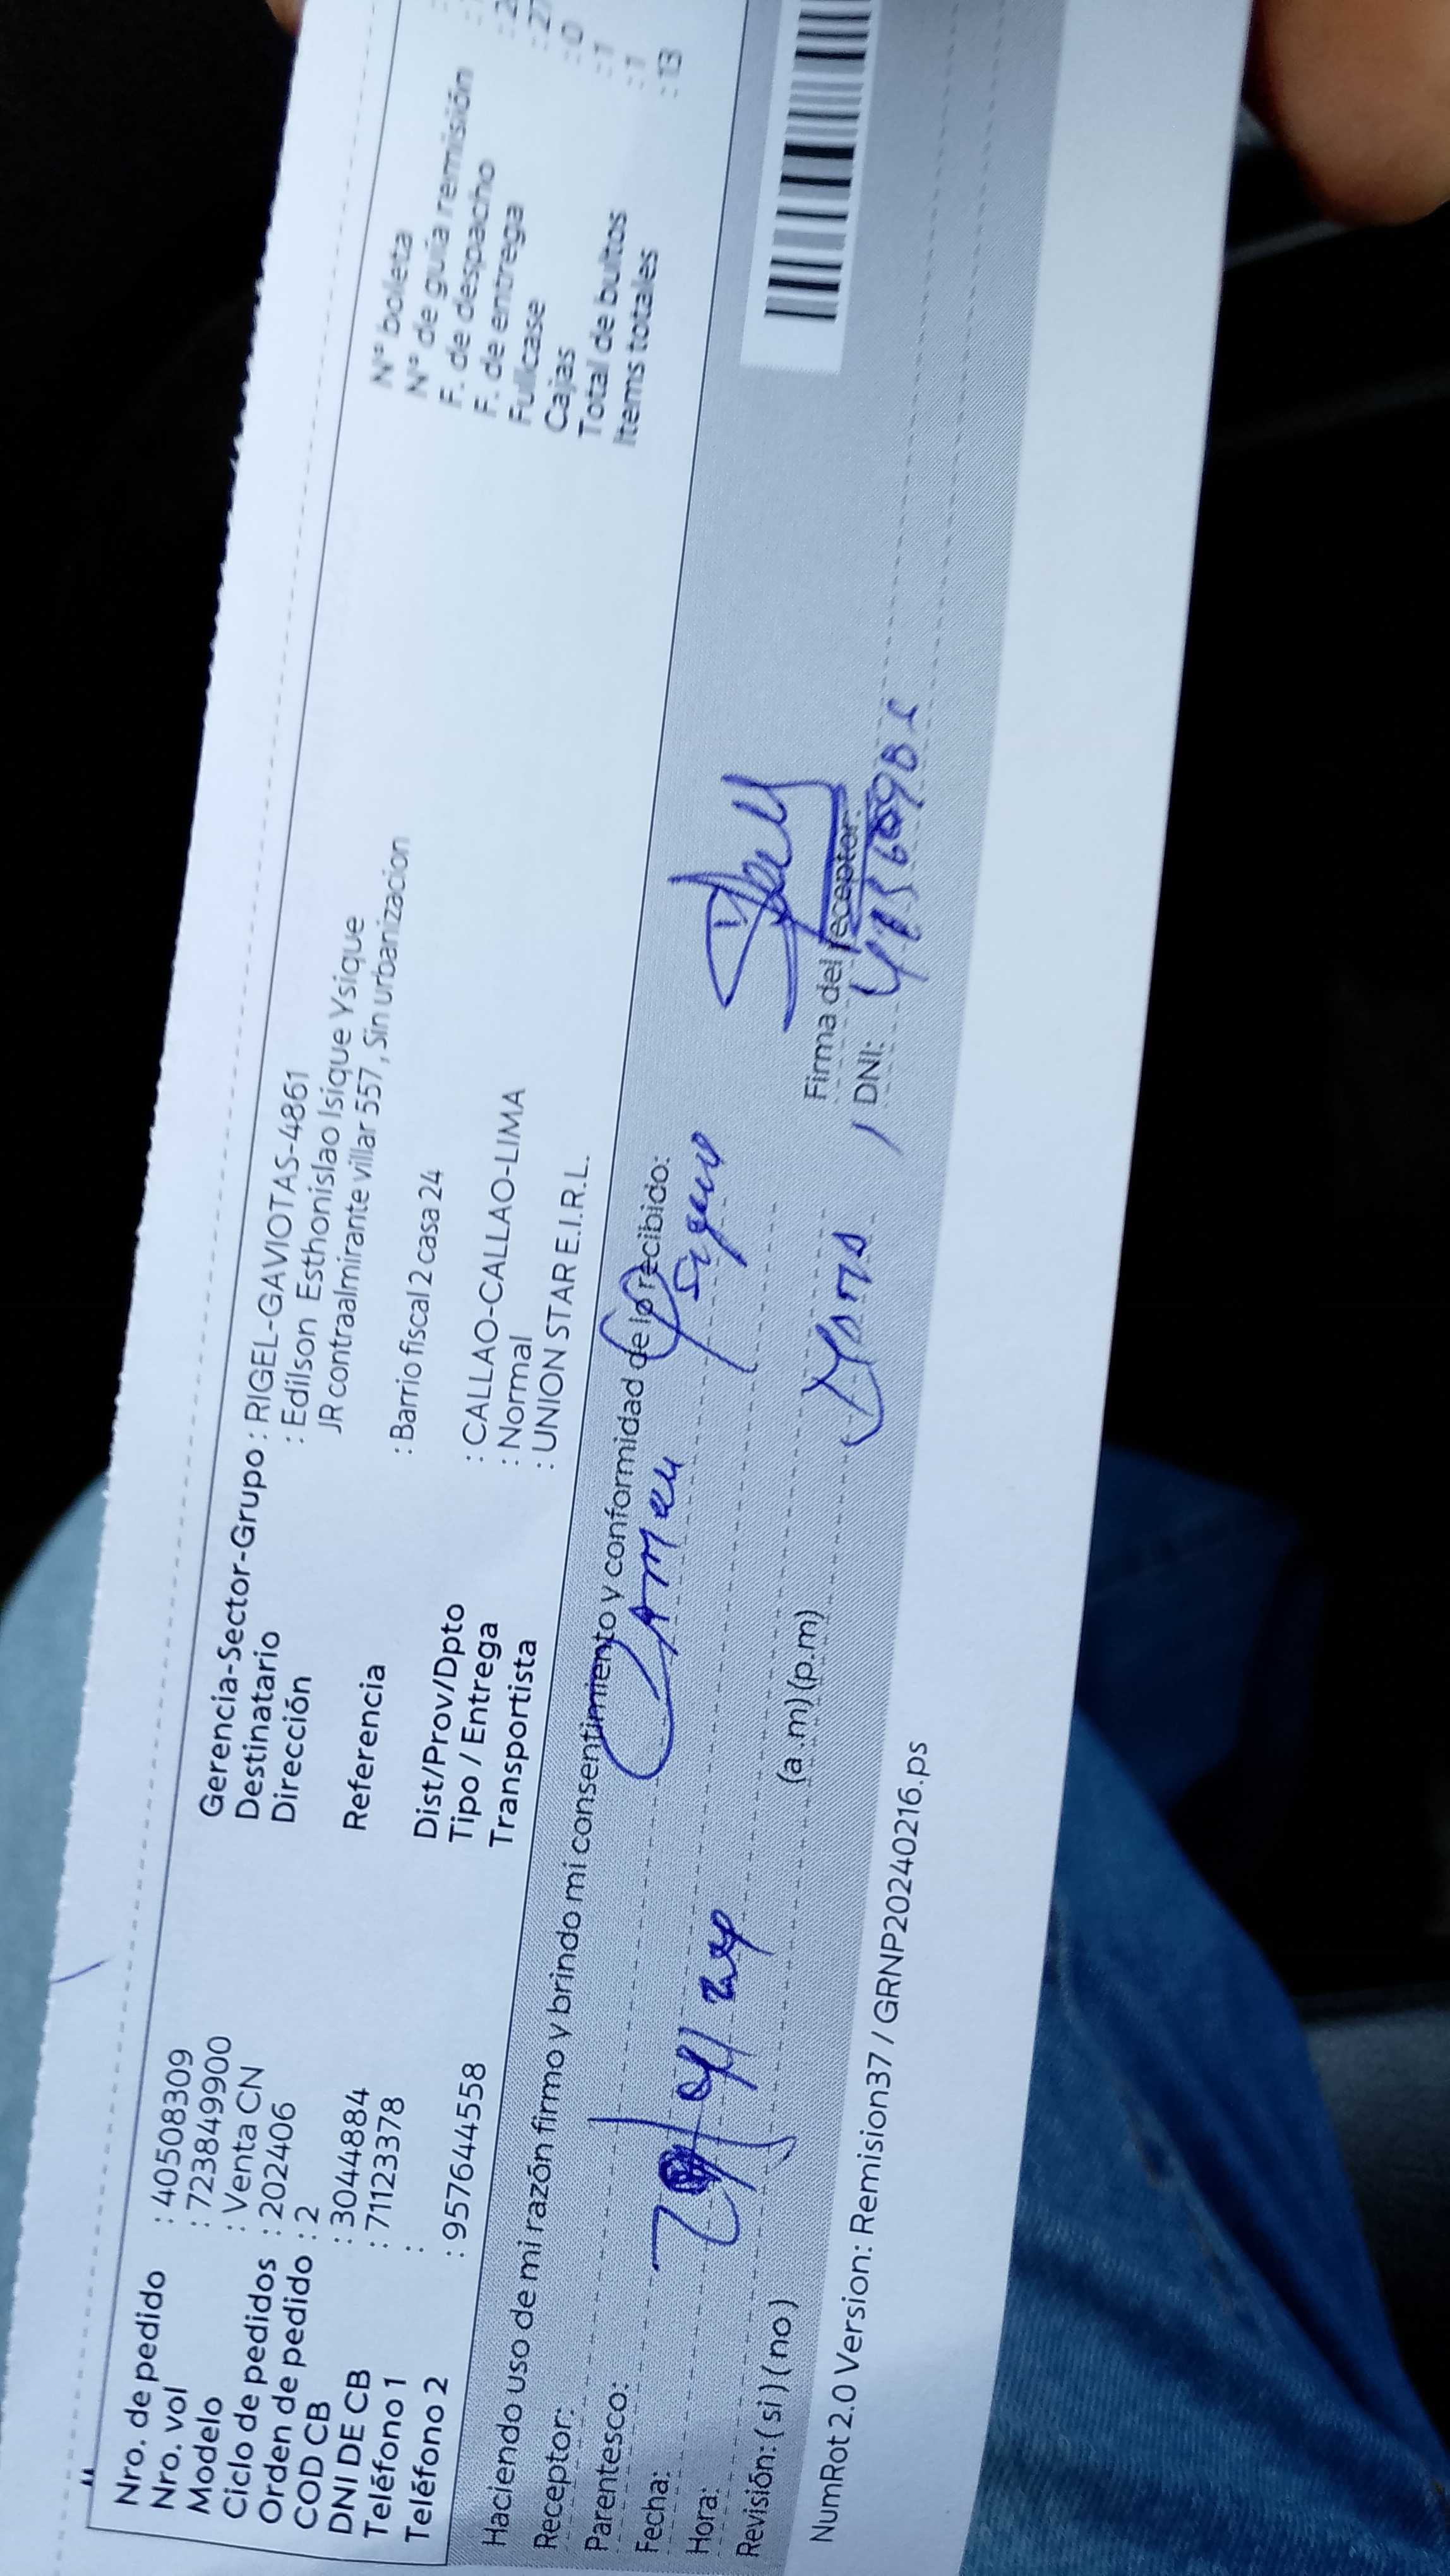 Nro. de pedido : 40508309
Nro. vol : 723849900
Modelo : Venta CN
Ciclo de pedidos : 202406
Orden de pedido : 2
COD CB : 3044884
DNI DE CB : 71123378
Teléfono 1 :
Teléfono 2 : 957644558
Gerencia-Sector-Grupo : RIGEL-GAVIOTAS-4861
Destinatario : Edilson Esthonislao Isique Ysique
Dirección JR contraalmirante villar 557, Sin urbanizacion
Referencia : Barrio fiscal 2 casa 24
Dist/Prov/Dpto : CALLAO-CALLAO-LIMA
Tipo / Entrega : Normal
Transportista : UNION STAR E.I.R.L.
N° boleta
N° de guía remisión
F. de despacho
F. de entrega
Fullcase : 0
Cajas : 1
Total de bultos : 1
Items totales : 13
Haciendo uso de mi razón firmo y brindo mi consentimiento y conformidad de lo recibido:
Receptor:
Parentesco:
Fecha:
Hora: (a.m) (p.m)
Firma del receptor:
Revisión: ( si ) ( no ) / DNI:
NumRot 2.0 Version: Remision37 / GRNP20240216.ps